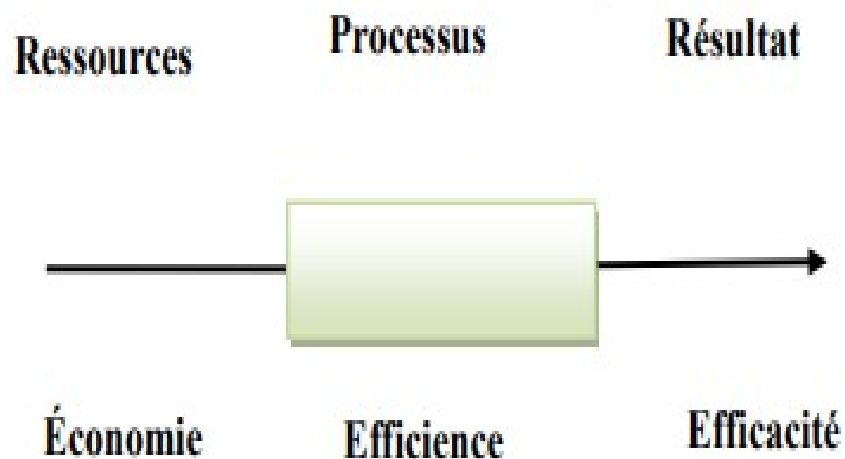 Ressources Processus Résultat
Économie Efficience Efficacité